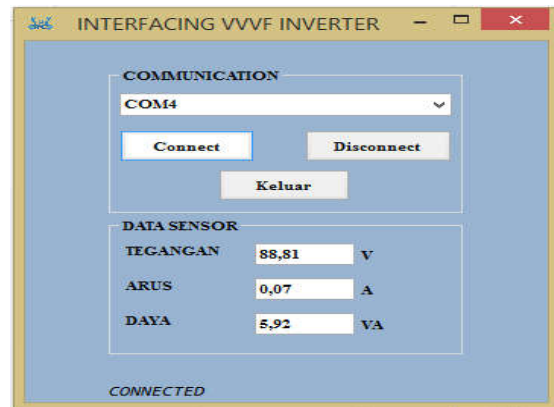 INTERFACING VVVF INVERTER
COMMUNICATION
COM4
Connect Disconnect
Keluar
DATA SENSOR
TEGANGAN 88,81 V
ARUS 0,07 A
DAYA 5,92 VA
CONNECTED